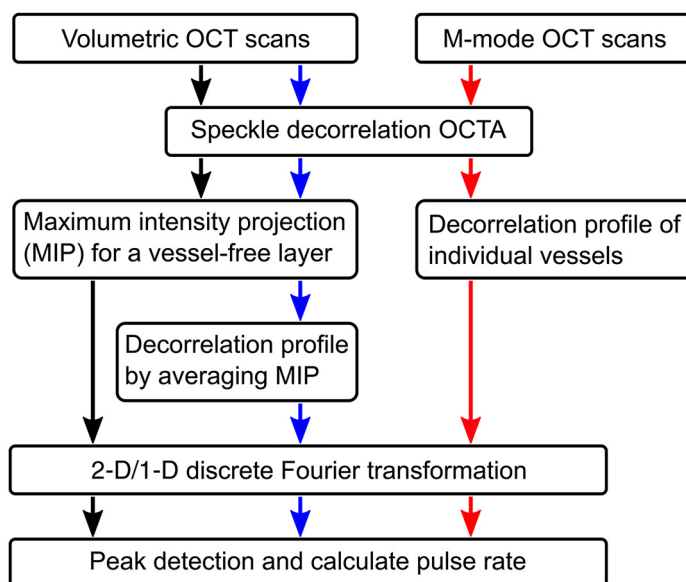 Volumetric OCT scans
M-mode OCT scans
Speckle decorrelation OCTA
Maximum intensity projection
(MIP) for a vessel-free layer
Decorrelation profile of
individual vessels
Decorrelation profile
by averaging MIP
2-D/1-D discrete Fourier transformation
Peak detection and calculate pulse rate